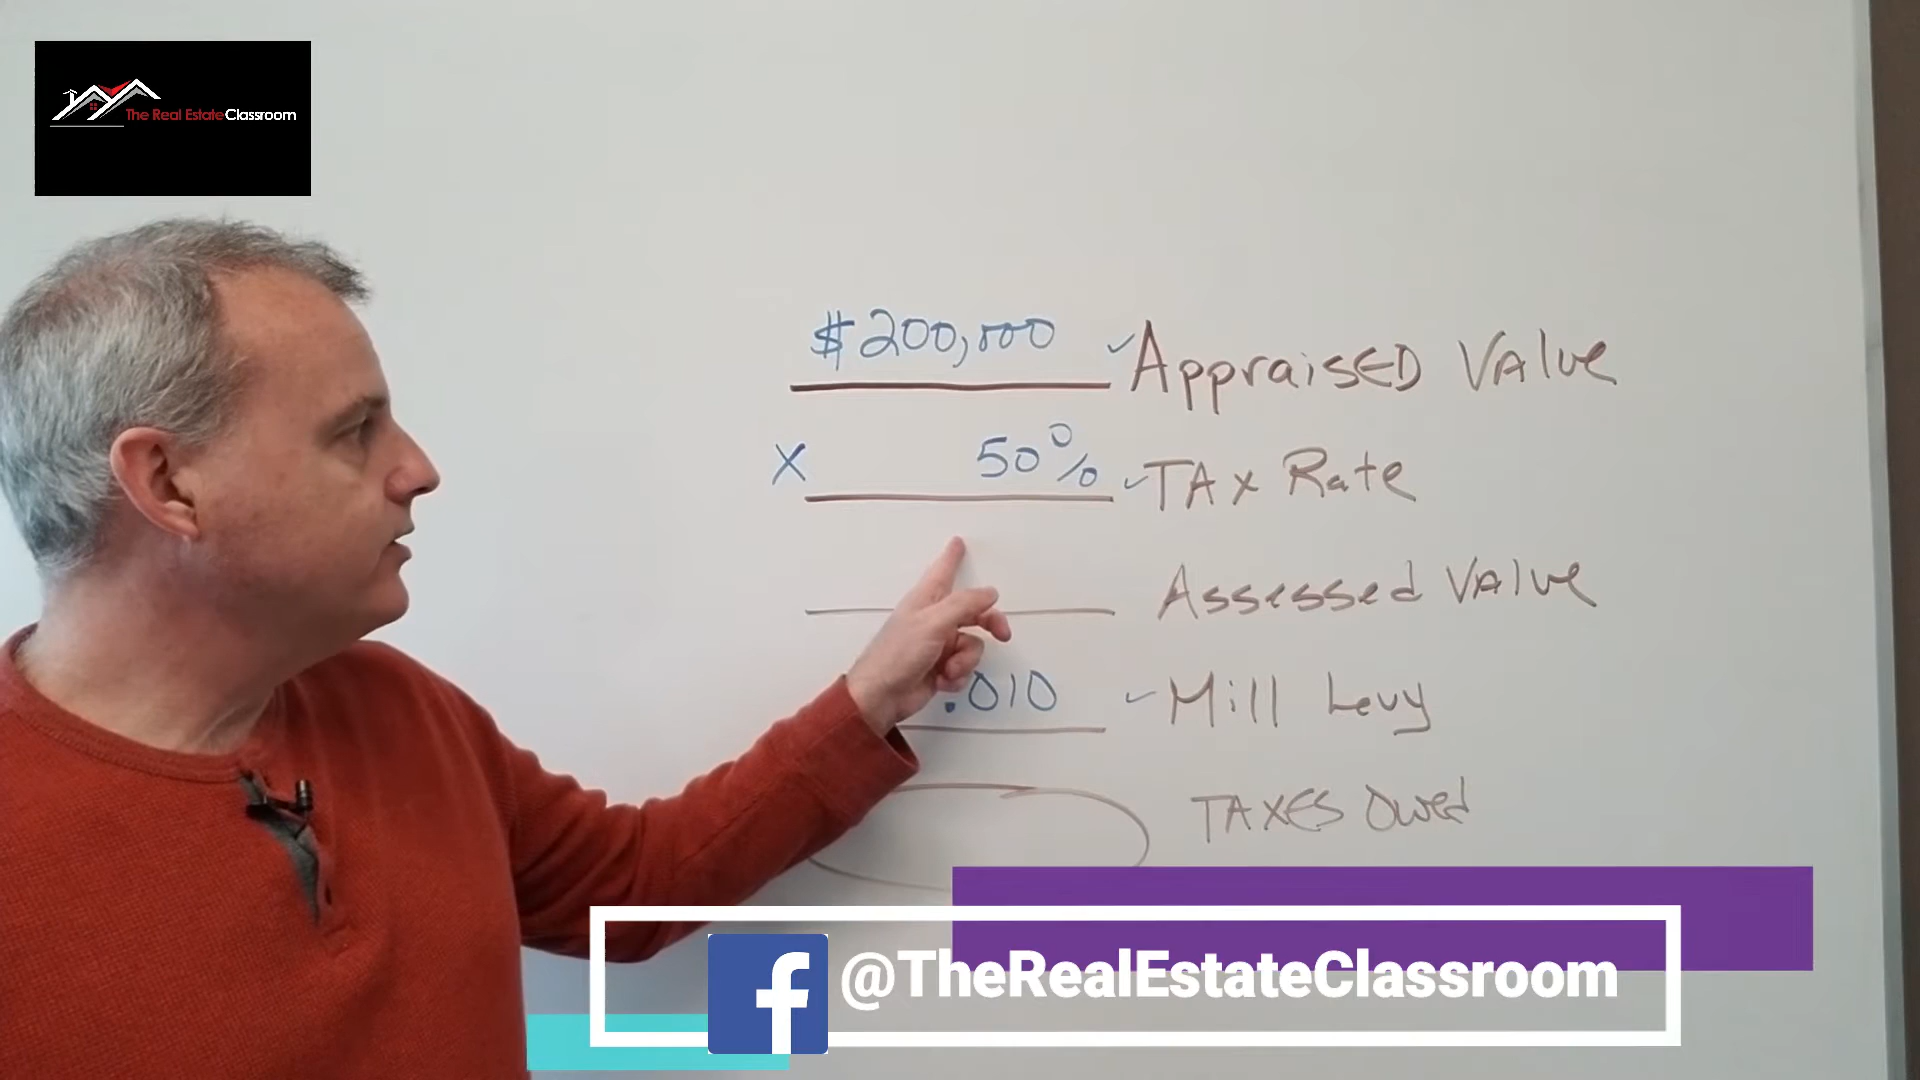 The Real Estate Classroom
$200,000 ✓Appraised Value
X 50% ✓Tax Rate
Assessed Value
.010 ✓Mill Levy
Taxes Owed
f @TheRealEstateClassroom